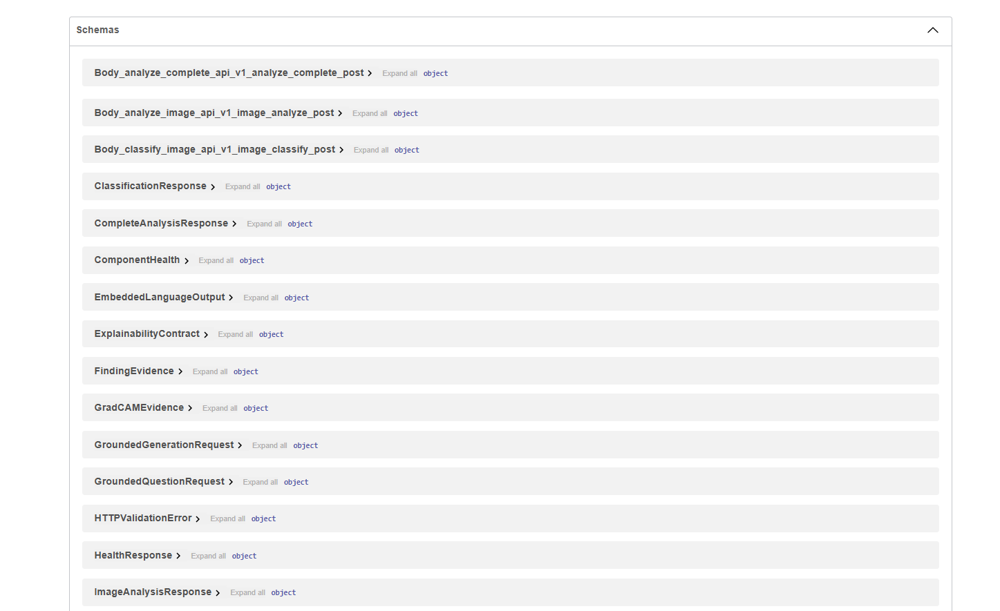 Schemas
Body_analyze_complete_api_v1_analyze_complete_post Expand all object
Body_analyze_image_api_v1_image_analyze_post Expand all object
Body_classify_image_api_v1_image_classify_post Expand all object
ClassificationResponse Expand all object
CompleteAnalysisResponse Expand all object
ComponentHealth Expand all object
EmbeddedLanguageOutput Expand all object
ExplainabilityContract Expand all object
FindingEvidence Expand all object
GradCAMEvidence Expand all object
GroundedGenerationRequest Expand all object
GroundedQuestionRequest Expand all object
HTTPValidationError Expand all object
HealthResponse Expand all object
ImageAnalysisResponse Expand all object